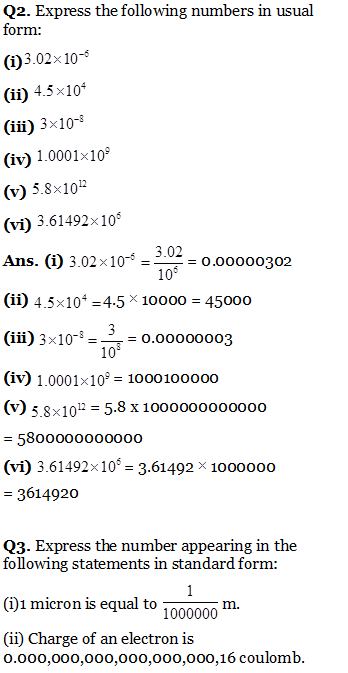 Q2. Express the following numbers in usual
form:
(i) 3.02×10⁻⁶
(ii) 4.5×10⁴
(iii) 3×10⁻⁸
(iv) 1.0001×10⁹
(v) 5.8×10¹²
(vi) 3.61492×10⁶
Ans. (i) 3.02×10⁻⁶ = 3.02/10⁶ = 0.00000302
(ii) 4.5×10⁴ =4.5 × 10000 = 45000
(iii) 3×10⁻⁸ = 3/10⁸ = 0.00000003
(iv) 1.0001×10⁹ = 1000100000
(v) 5.8×10¹² = 5.8 x 1000000000000
= 5800000000000
(vi) 3.61492×10⁶ = 3.61492 × 1000000
= 3614920
Q3. Express the number appearing in the
following statements in standard form:
(i)1 micron is equal to 1/1000000 m.
(ii) Charge of an electron is
0.000,000,000,000,000,000,16 coulomb.